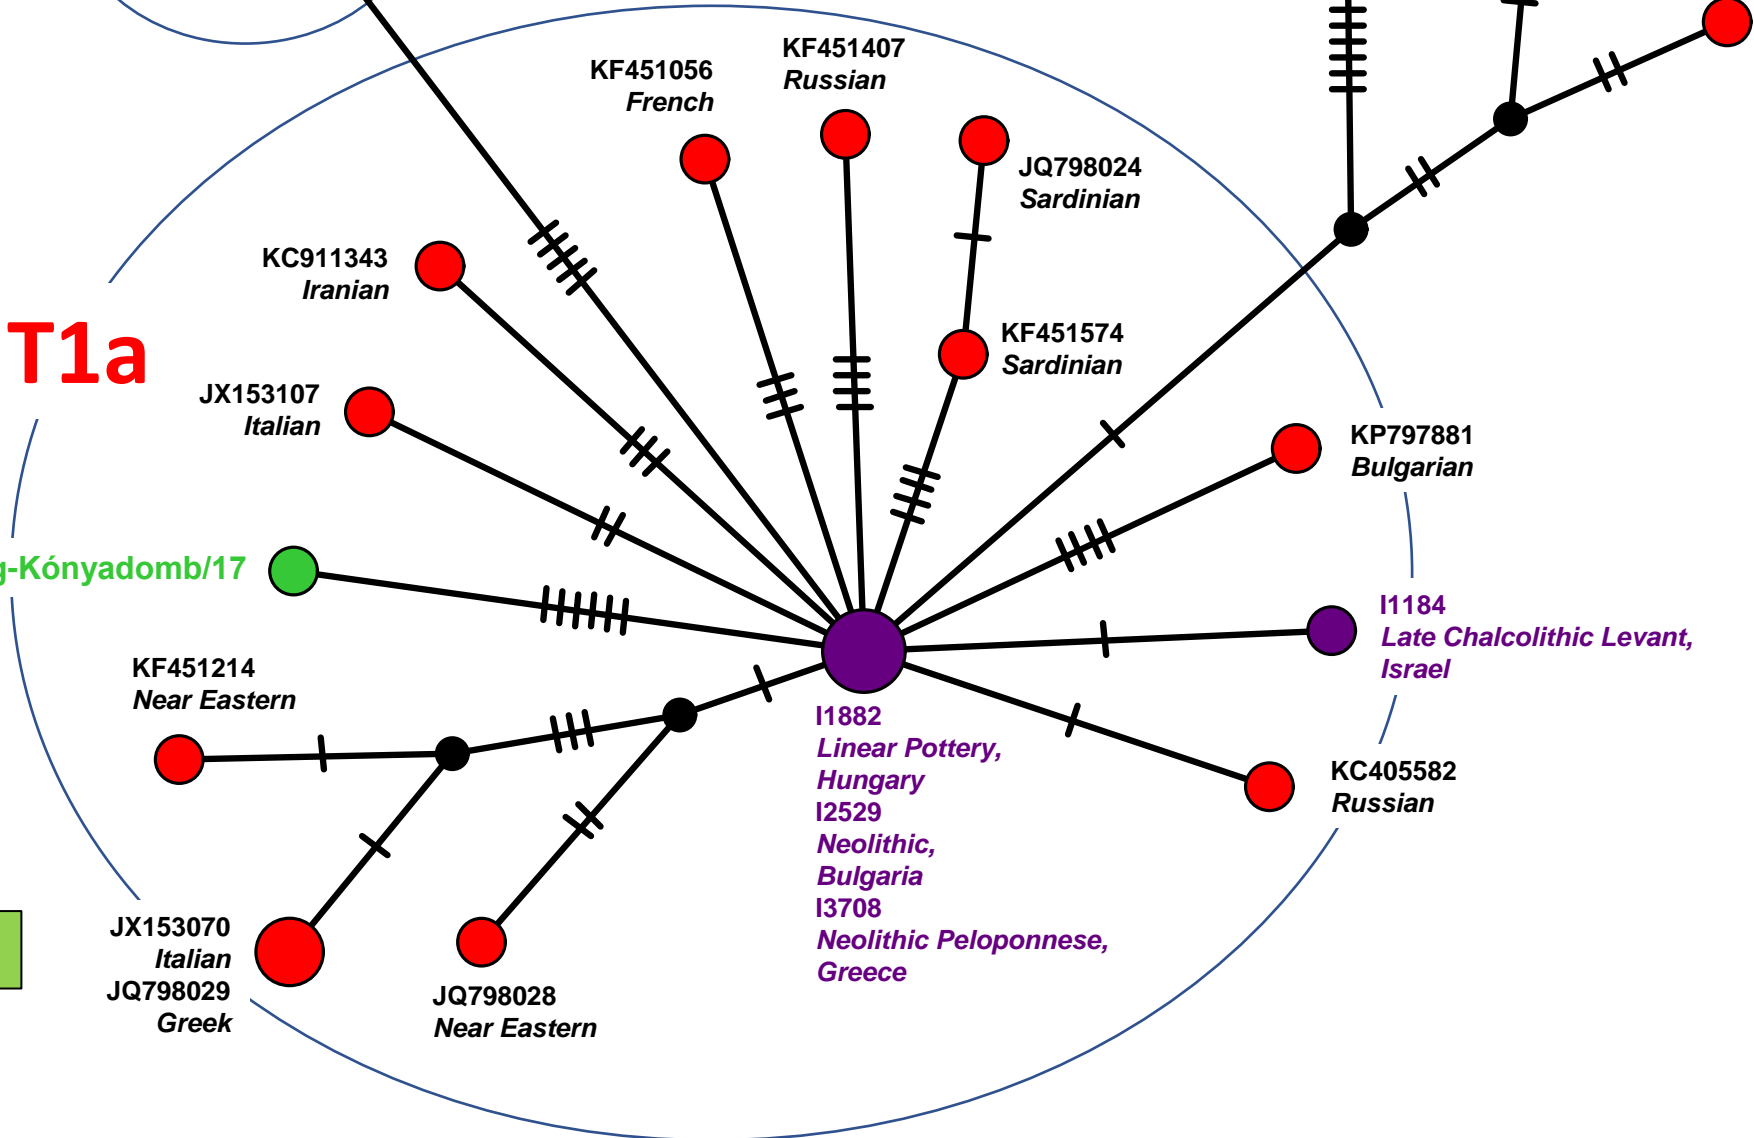 KF451407
Russian
KF451056
French
JQ798024
Sardinian
KC911343
Iranian
T1a
KF451574
Sardinian
JX153107
Italian
KP797881
Bulgarian
g-Kónyadomb/17
I1184
Late Chalcolithic Levant,
Israel
KF451214
Near Eastern
I1882
Linear Pottery,
Hungary
I2529
Neolithic,
Bulgaria
I3708
Neolithic Peloponnese,
Greece
KC405582
Russian
JX153070
Italian
JQ798029
Greek
JQ798028
Near Eastern